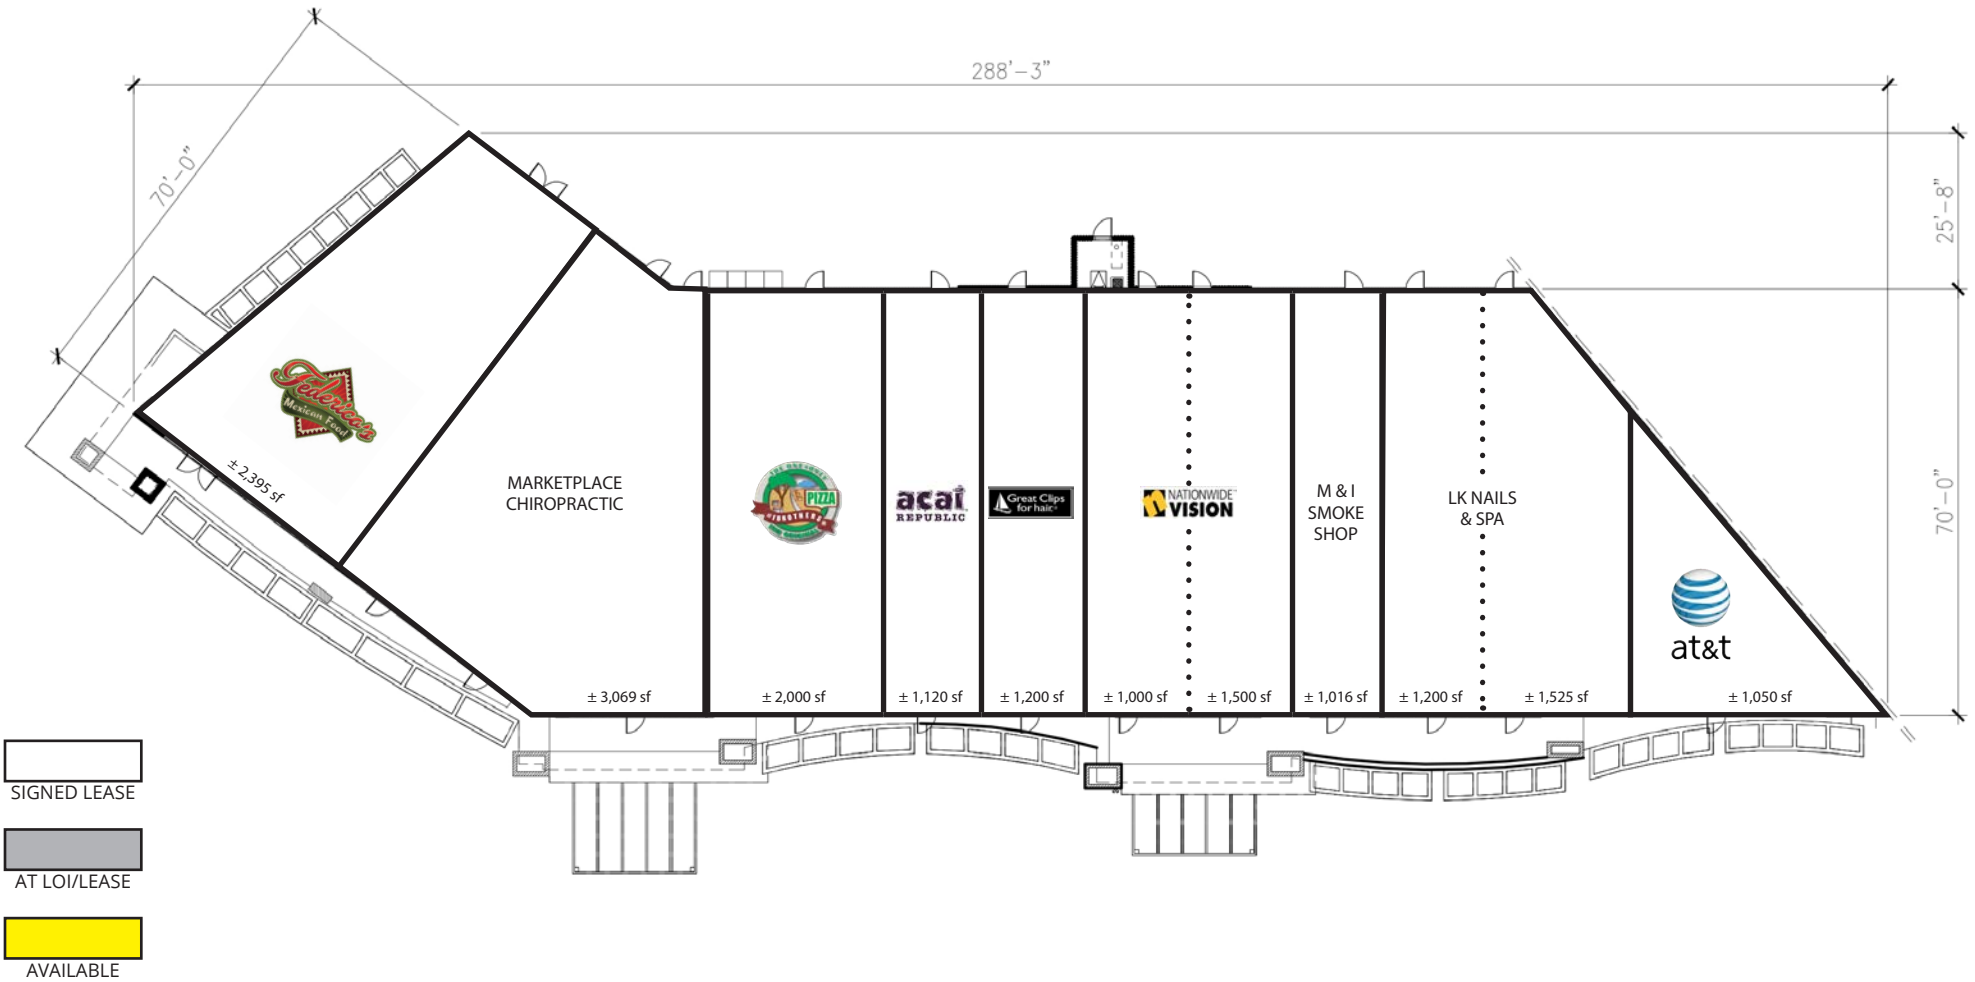 288'-3"
70'-0"
25'-8"
70'-0"
Federico's
Mexican Food
± 2,395 sf
MARKETPLACE
CHIROPRACTIC
± 3,069 sf
PIZZA
± 2,000 sf
acai
REPUBLIC
± 1,120 sf
Great Clips
for hair.
± 1,200 sf
NATIONWIDE
VISION
± 1,000 sf
± 1,500 sf
M & I
SMOKE
SHOP
± 1,016 sf
LK NAILS
& SPA
± 1,200 sf
± 1,525 sf
at&t
± 1,050 sf
SIGNED LEASE
AT LOI/LEASE
AVAILABLE